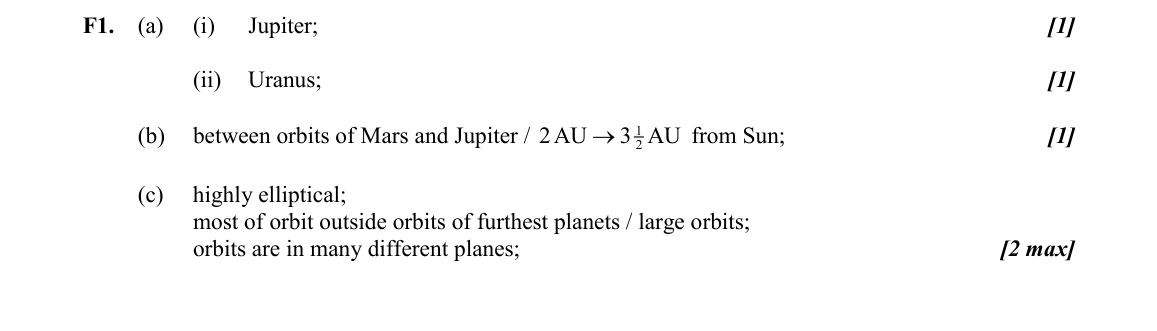 F1. (a) (i) Jupiter; [1]
(ii) Uranus; [1]
(b) between orbits of Mars and Jupiter / 2 AU → 3½ AU from Sun; [1]
(c) highly elliptical;
most of orbit outside orbits of furthest planets / large orbits;
orbits are in many different planes; [2 max]